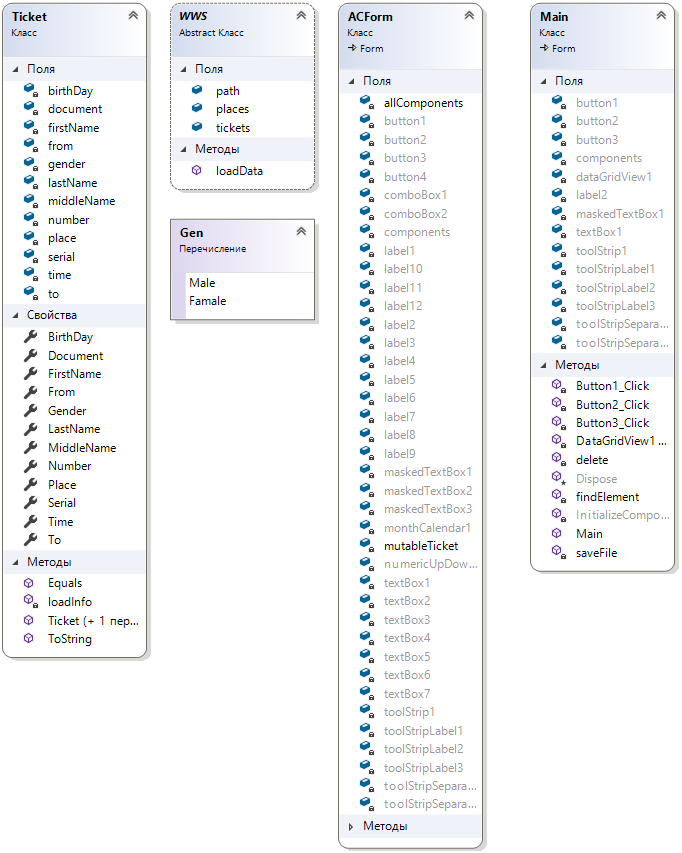 Ticket
Класс
Поля
birthDay
document
firstName
from
gender
lastName
middleName
number
place
serial
time
to
Свойства
BirthDay
Document
FirstName
From
Gender
LastName
MiddleName
Number
Place
Serial
Time
To
Методы
Equals
loadInfo
Ticket (+ 1 пер...
ToString
WWS
Abstract Класс
Поля
path
places
tickets
Методы
loadData
Gen
Перечисление
Male
Famale
ACForm
Класс
Form
Поля
allComponents
button1
button2
button3
button4
comboBox1
comboBox2
components
label1
label10
label11
label12
label2
label3
label4
label5
label6
label7
label8
label9
maskedTextBox1
maskedTextBox2
maskedTextBox3
monthCalendar1
mutableTicket
numericUpDow...
textBox1
textBox2
textBox3
textBox4
textBox5
textBox6
textBox7
toolStrip1
toolStripLabel1
toolStripLabel2
toolStripLabel3
toolStripSepara...
toolStripSepara...
Методы
Main
Класс
Form
Поля
button1
button2
button3
components
dataGridView1
label2
maskedTextBox1
textBox1
toolStrip1
toolStripLabel1
toolStripLabel2
toolStripLabel3
toolStripSepara...
toolStripSepara...
Методы
Button1_Click
Button2_Click
Button3_Click
DataGridView1 ...
delete
Dispose
findElement
InitializeCompo...
Main
saveFile